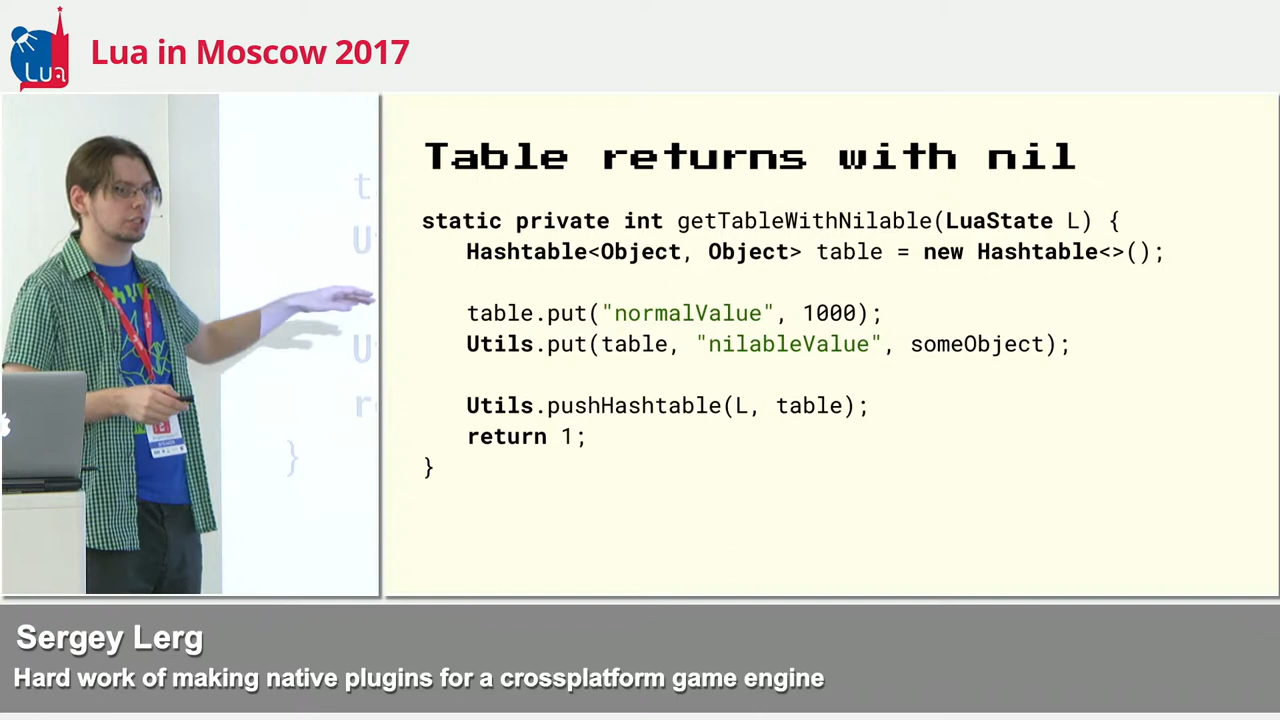 Lua
Lua in Moscow 2017
Table returns with nil
static private int getTableWithNilable(LuaState L) {
Hashtable<Object, Object> table = new Hashtable<>();
table.put("normalValue", 1000);
Utils.put(table, "nilableValue", someObject);
Utils.pushHashtable(L, table);
return 1;
}
t
U
U
r
}
Sergey Lerg
Hard work of making native plugins for a crossplatform game engine